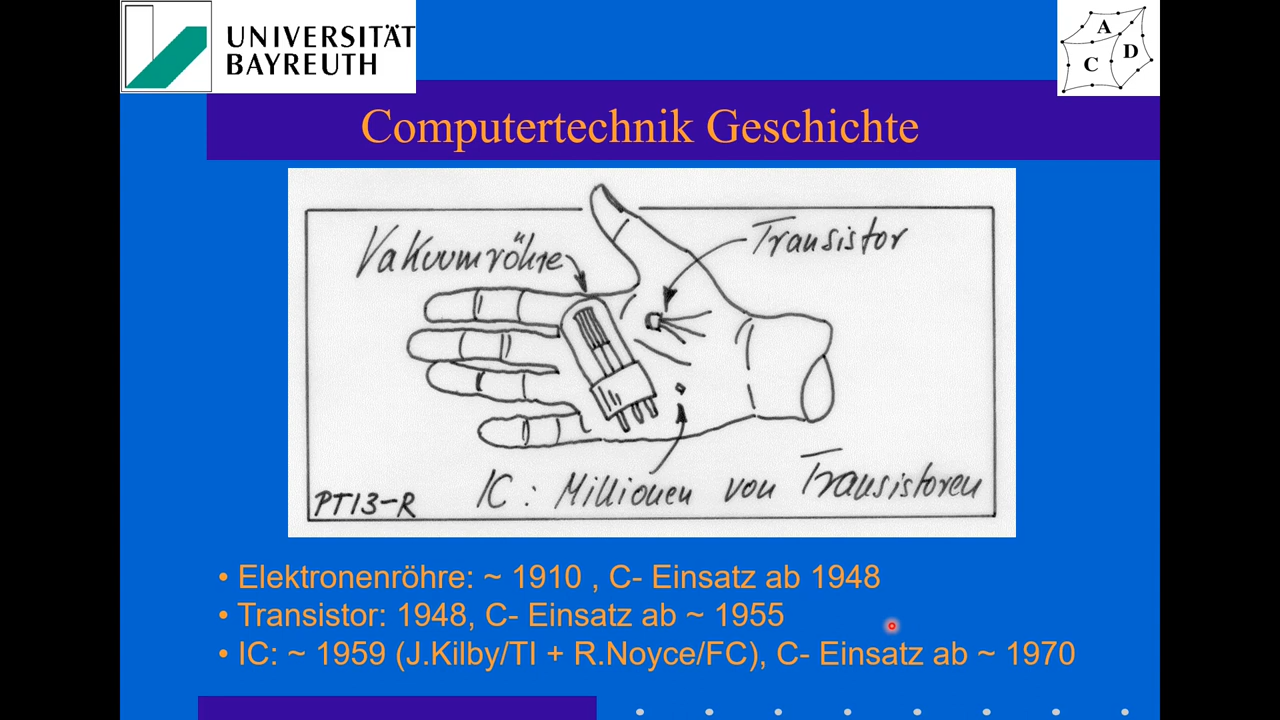 UNIVERSITÄT
BAYREUTH
A
C D
Computertechnik Geschichte
Vakuumröhre
Transistor
IC: Millionen von Transistoren
PT13-R
• Elektronenröhre: ~ 1910 , C- Einsatz ab 1948
• Transistor: 1948, C- Einsatz ab ~ 1955
• IC: ~ 1959 (J.Kilby/TI + R.Noyce/FC), C- Einsatz ab ~ 1970